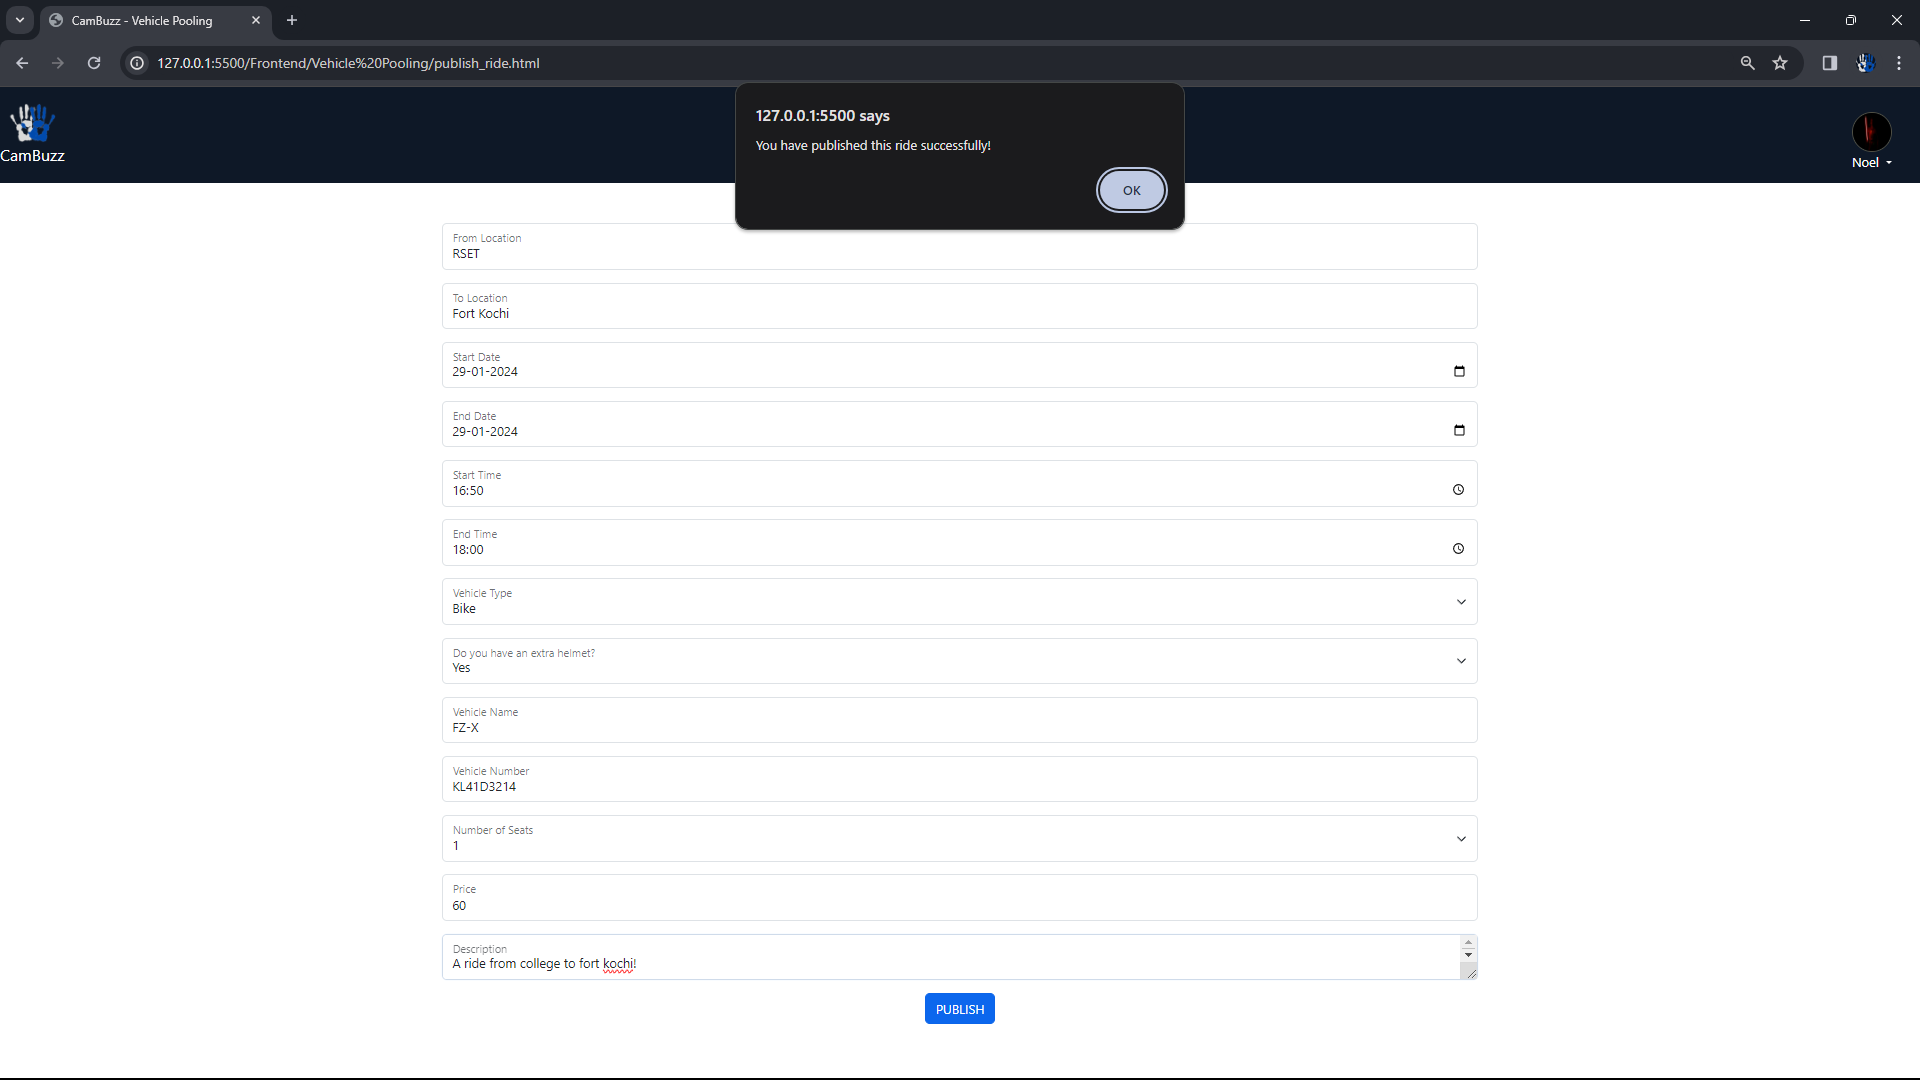 CamBuzz - Vehicle Pooling
127.0.0.1:5500/Frontend/Vehicle%20Pooling/publish_ride.html
127.0.0.1:5500 says
You have published this ride successfully!
OK
CamBuzz
Noel
From Location
RSET
To Location
Fort Kochi
Start Date
29-01-2024
End Date
29-01-2024
Start Time
16:50
End Time
18:00
Vehicle Type
Bike
Do you have an extra helmet?
Yes
Vehicle Name
FZ-X
Vehicle Number
KL41D3214
Number of Seats
1
Price
60
Description
A ride from college to fort kochi!
PUBLISH